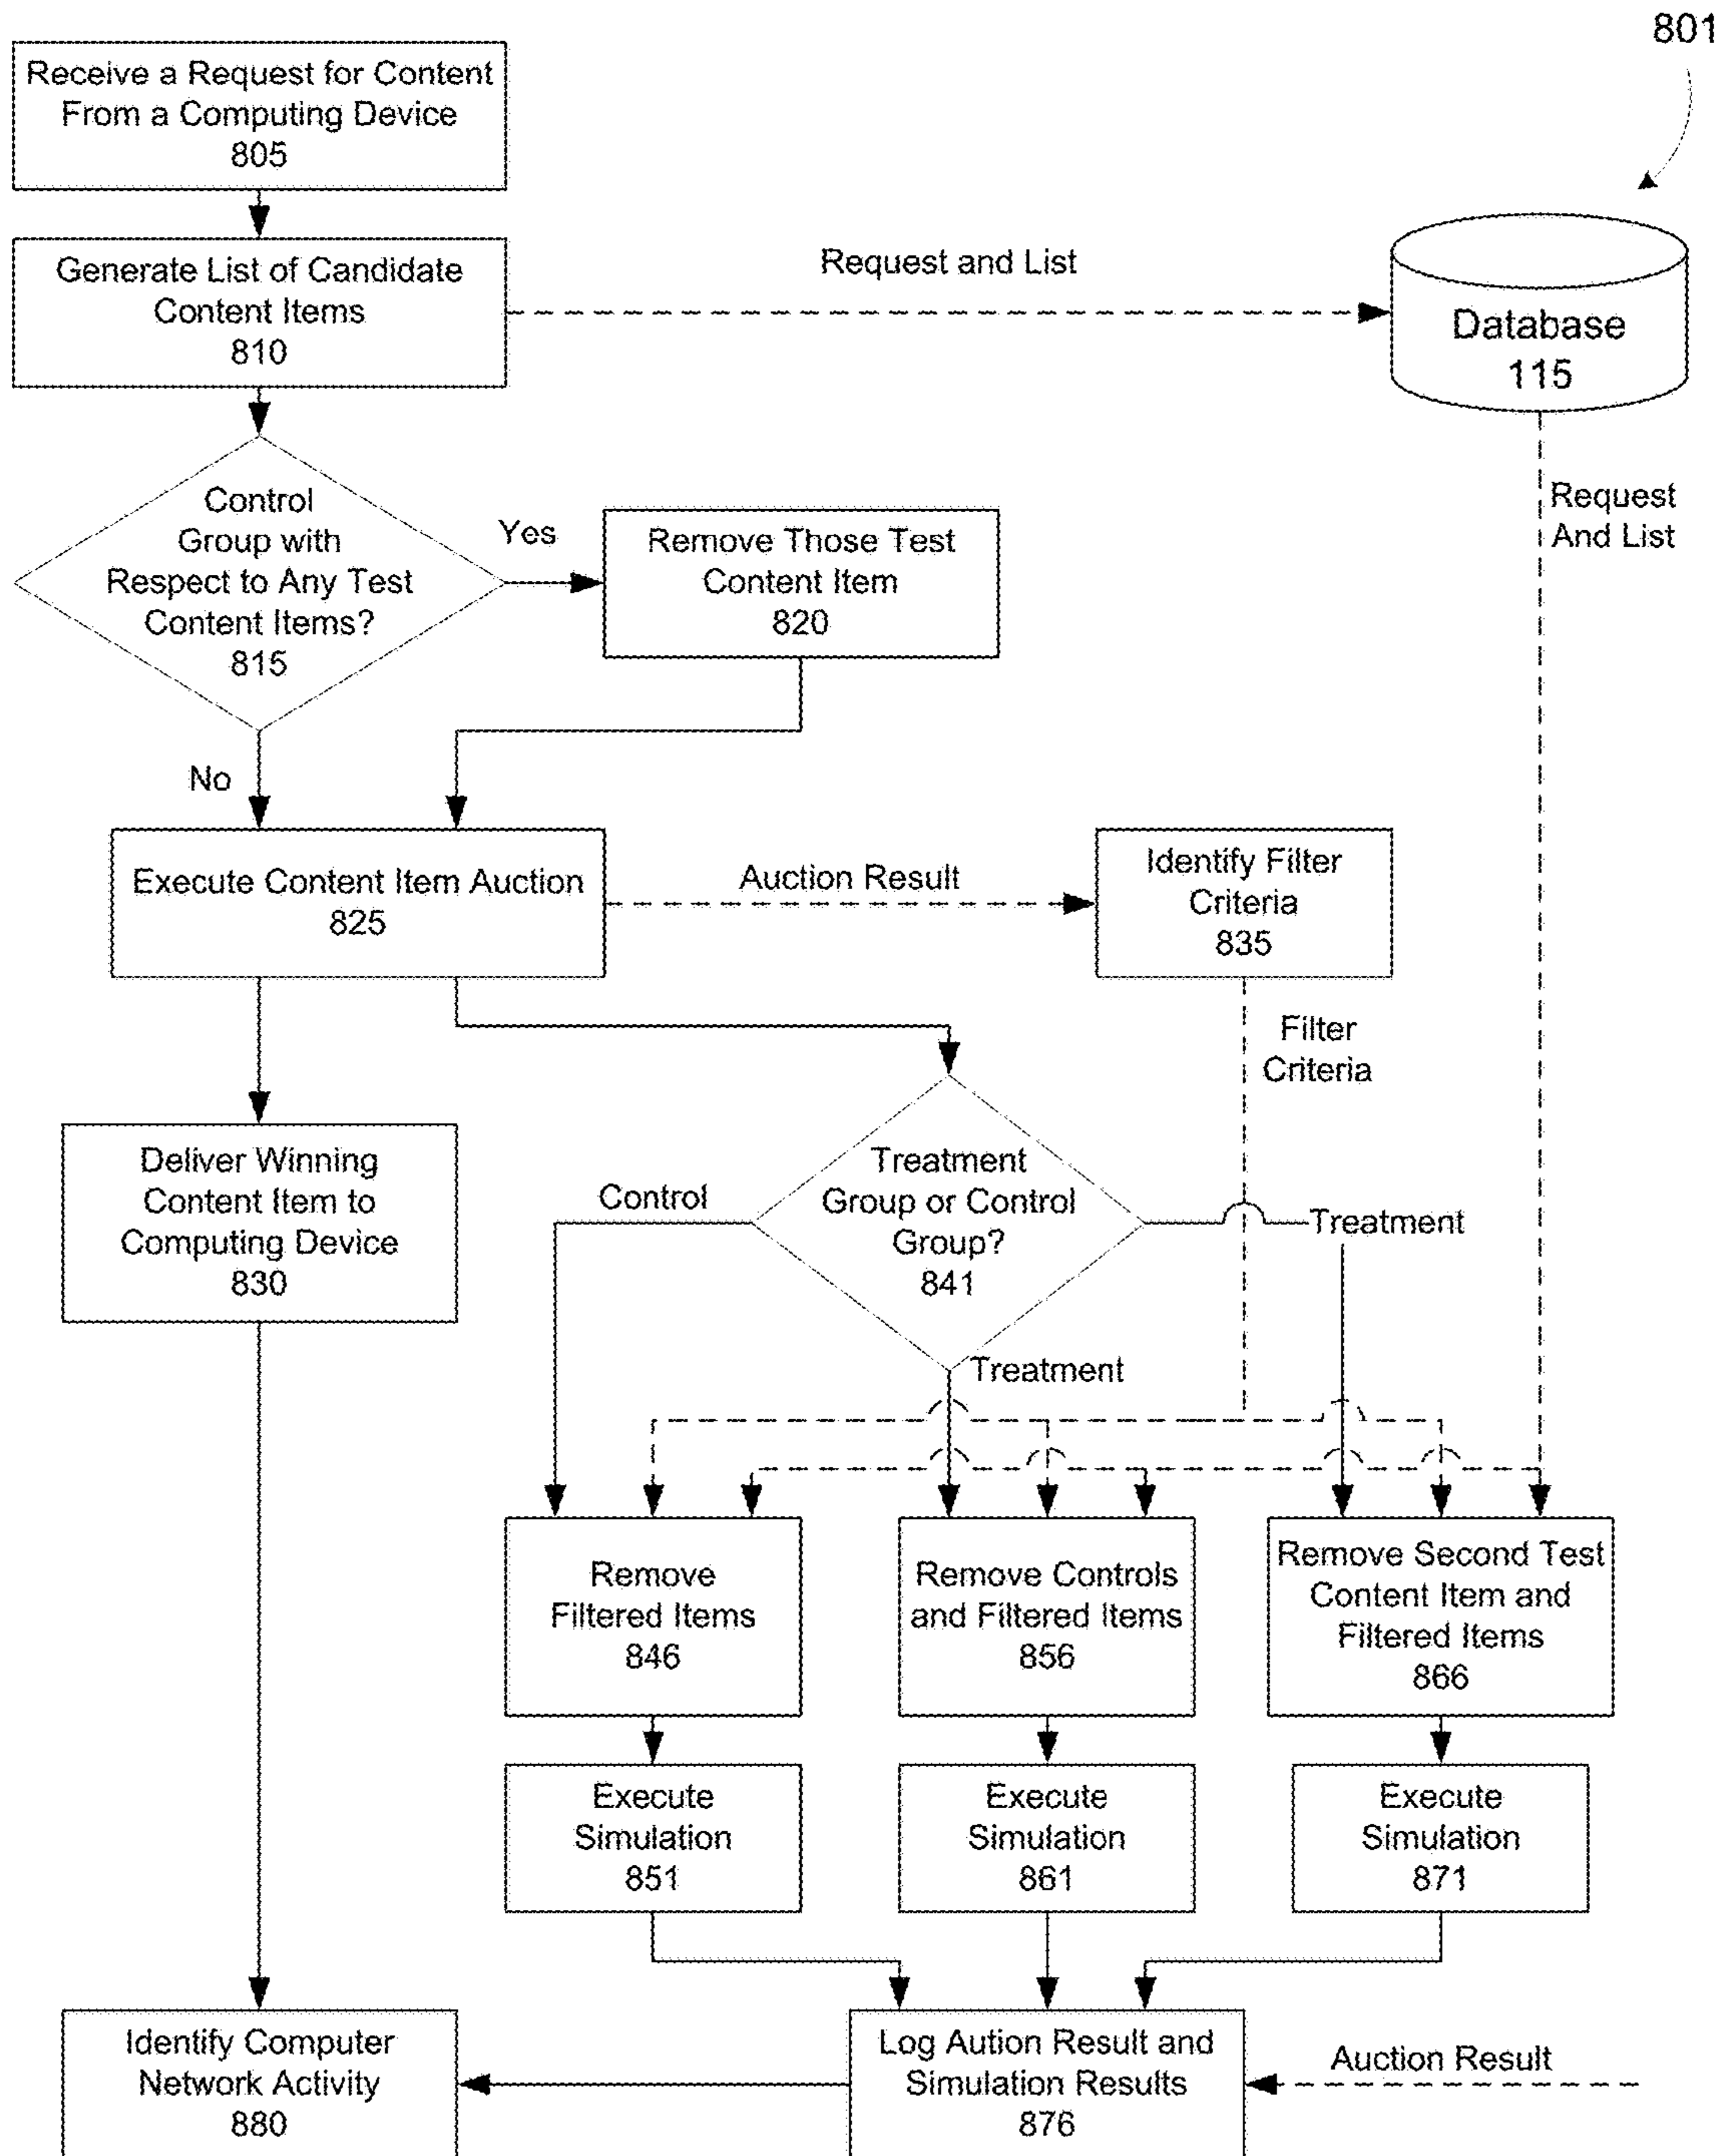 801
Receive a Request for Content
From a Computing Device
805
Generate List of Candidate
Content Items
810
Request and List
Database
115
Request
And List
Control
Group with
Respect to Any Test
Content Items?
815
Yes
Remove Those Test
Content Item
820
No
Execute Content Item Auction
825
Auction Result
Identify Filter
Criteria
835
Filter
Criteria
Deliver Winning
Content Item to
Computing Device
830
Control
Treatment
Group or Control
Group?
841
Treatment
Treatment
Remove
Filtered Items
846
Remove Controls
and Filtered Items
856
Remove Second Test
Content Item and
Filtered Items
866
Execute
Simulation
851
Execute
Simulation
861
Execute
Simulation
871
Identify Computer
Network Activity
880
Log Aution Result and
Simulation Results
876
Auction Result